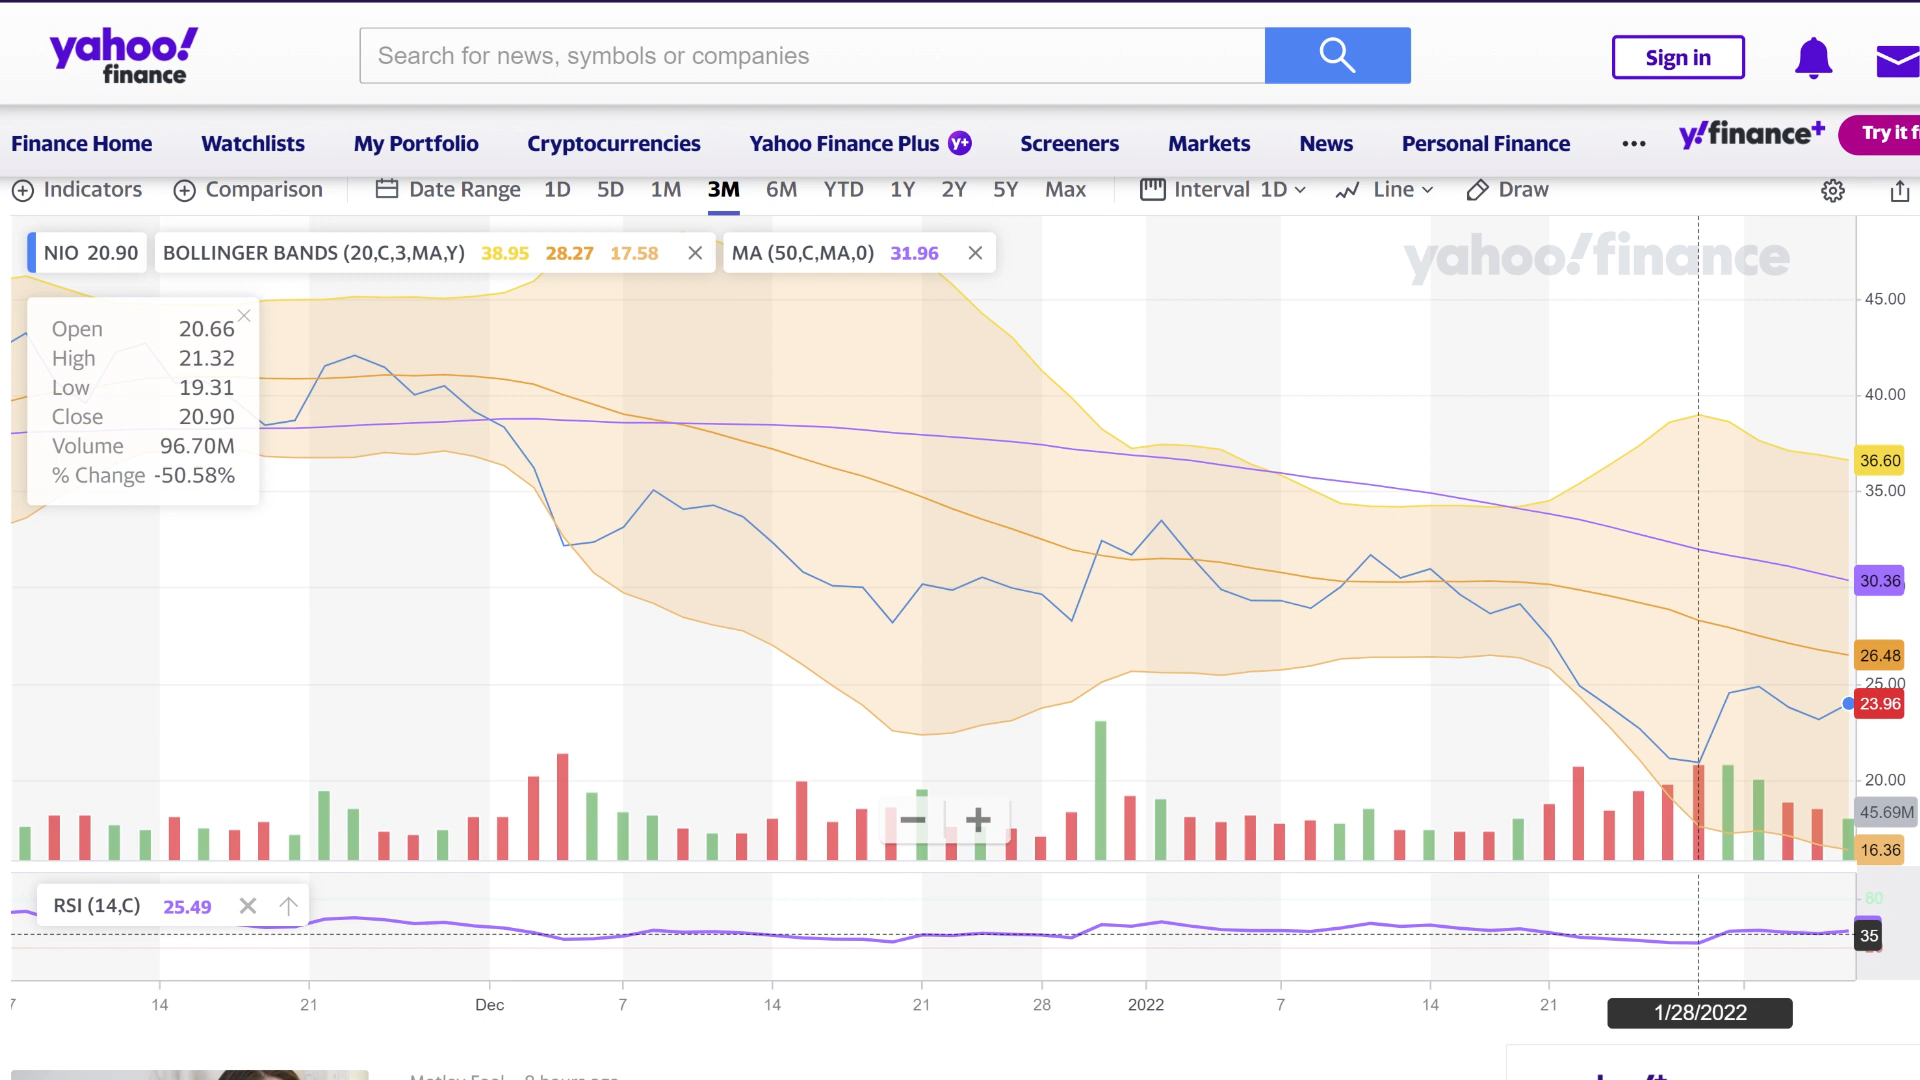 yahoo!
finance
Search for news, symbols or companies
Sign in
Finance Home Watchlists My Portfolio Cryptocurrencies Yahoo Finance Plus y+ Screeners Markets News Personal Finance ... y!finance+ Try it f
Indicators Comparison Date Range 1D 5D 1M 3M 6M YTD 1Y 2Y 5Y Max Interval 1D Line Draw
NIO 20.90 BOLLINGER BANDS (20,C,3,MA,Y) 38.95 28.27 17.58 MA (50,C,MA,0) 31.96
yahoo!finance
Open 20.66
High 21.32
Low 19.31
Close 20.90
Volume 96.70M
% Change -50.58%
45.00
40.00
36.60
35.00
30.36
26.48
25.00
23.96
20.00
45.69M
16.36
RSI (14,C) 25.49
80
35
7 14 21 Dec 7 14 21 28 2022 7 14 21
1/28/2022